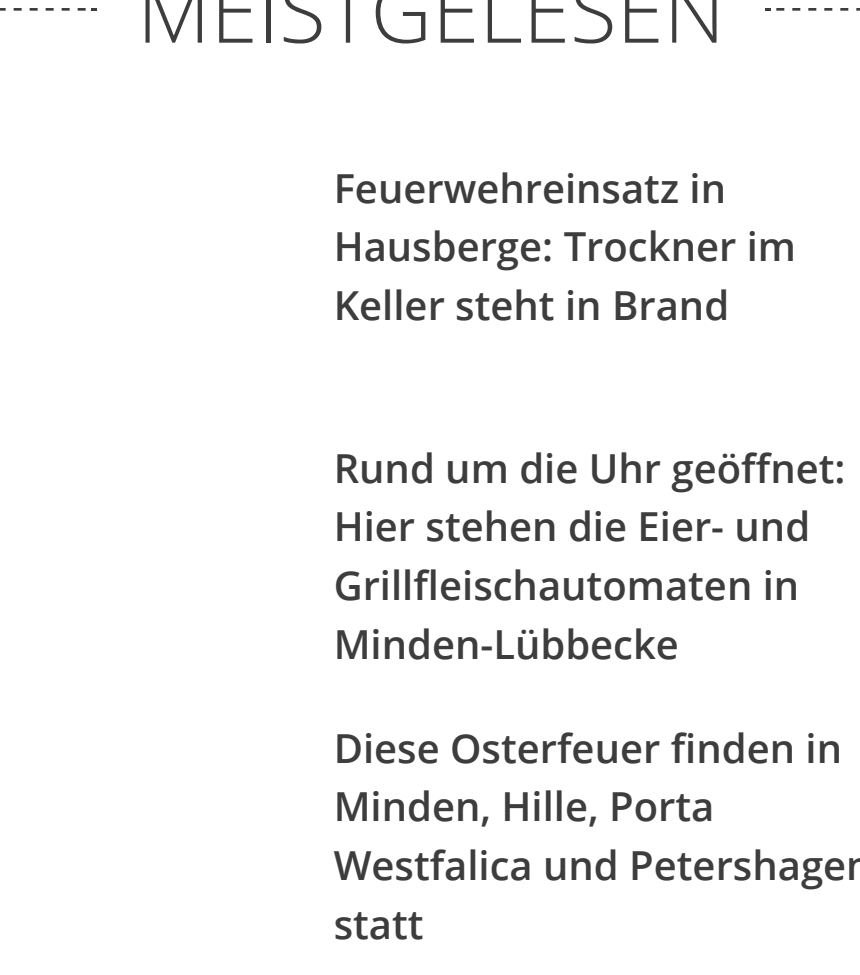 MEISTGELESEN
Feuerwehreinsatz in
Hausberge: Trockner im
Keller steht in Brand
Rund um die Uhr geöffnet:
Hier stehen die Eier- und
Grillfleischautomaten in
Minden-Lübbecke
Diese Osterfeuer finden in
Minden, Hille, Porta
Westfalica und Petershagen
statt